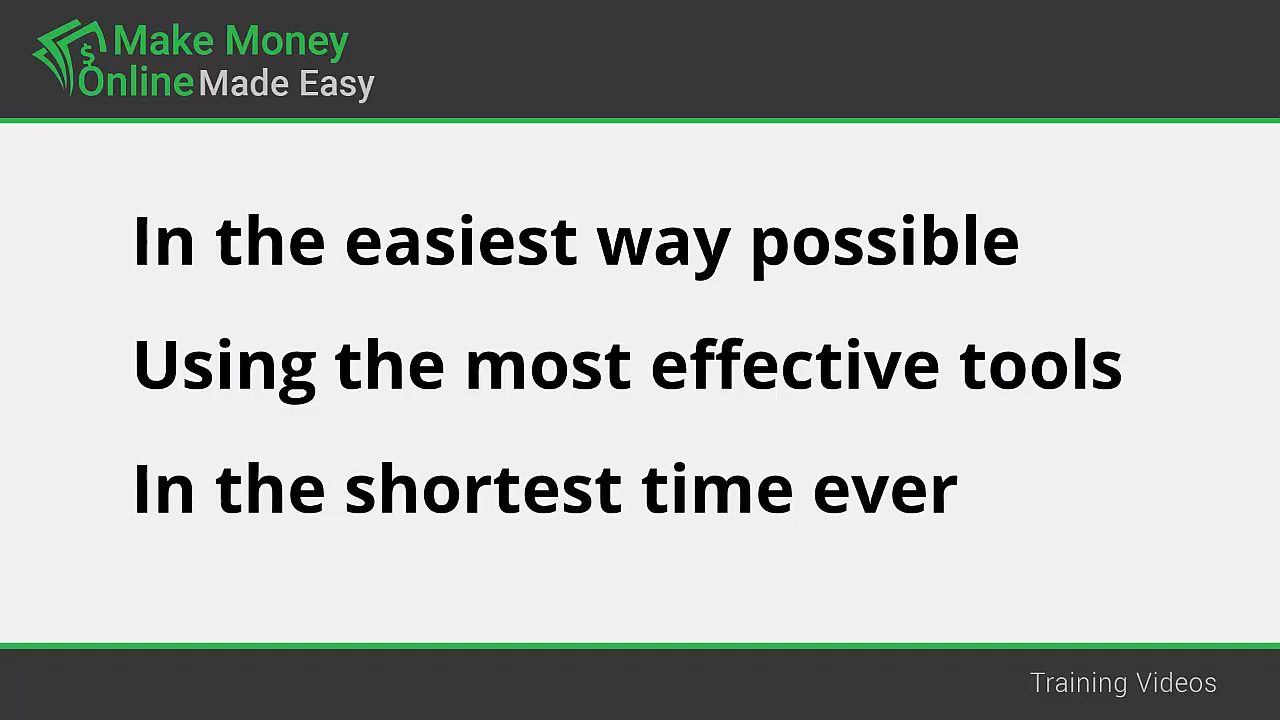 Make Money
Online Made Easy
In the easiest way possible
Using the most effective tools
In the shortest time ever
Training Videos